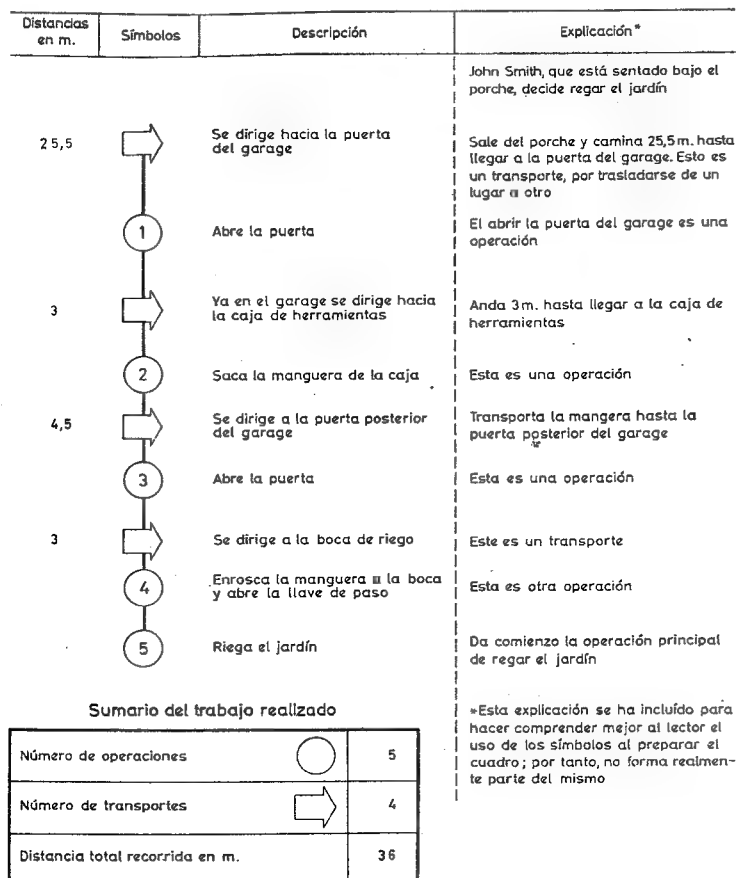 Distancias en m.
Símbolos
Descripción
Explicación*
John Smith, que está sentado bajo el
porche, decide regar el jardín
25,5
Se dirige hacia la puerta
del garage
Sale del porche y camina 25,5 m. hasta
llegar a la puerta del garage. Esto es
un transporte, por trasladarse de un
lugar a otro
1
Abre la puerta
El abrir la puerta del garage es una
operación
3
Ya en el garage se dirige hacia
la caja de herramientas
Anda 3 m. hasta llegar a la caja de
herramientas
2
Saca la manguera de la caja
Esta es una operación
4,5
Se dirige a la puerta posterior
del garage
Transporta la mangera hasta la
puerta posterior del garage
3
Abre la puerta
Esta es una operación
3
Se dirige a la boca de riego
Este es un transporte
4
Enrosca la manguera a la boca
y abre la llave de paso
Esta es otra operación
5
Riega el jardín
Da comienzo la operación principal
de regar el jardín
Sumario del trabajo realizado
Número de operaciones 5
Número de transportes 4
Distancia total recorrida en m. 36
*Esta explicación se ha incluído para
hacer comprender mejor al lector el
uso de los símbolos al preparar el
cuadro; por tanto, no forma realmen-
te parte del mismo